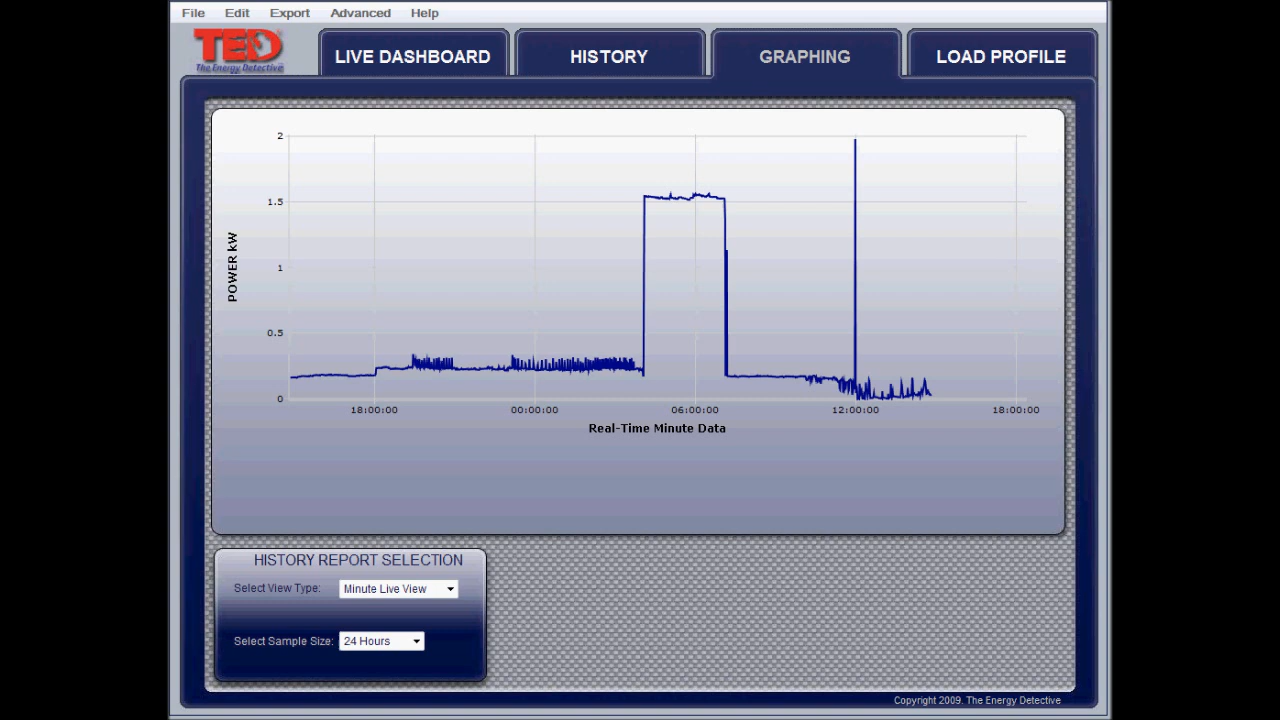 File Edit Export Advanced Help
TED
The Energy Detective
LIVE DASHBOARD HISTORY GRAPHING LOAD PROFILE
2
1.5
1
0.5
0
POWER kW
18:00:00 00:00:00 06:00:00 12:00:00 18:00:00
Real-Time Minute Data
HISTORY REPORT SELECTION
Select View Type: Minute Live View
Select Sample Size: 24 Hours
Copyright 2009. The Energy Detective